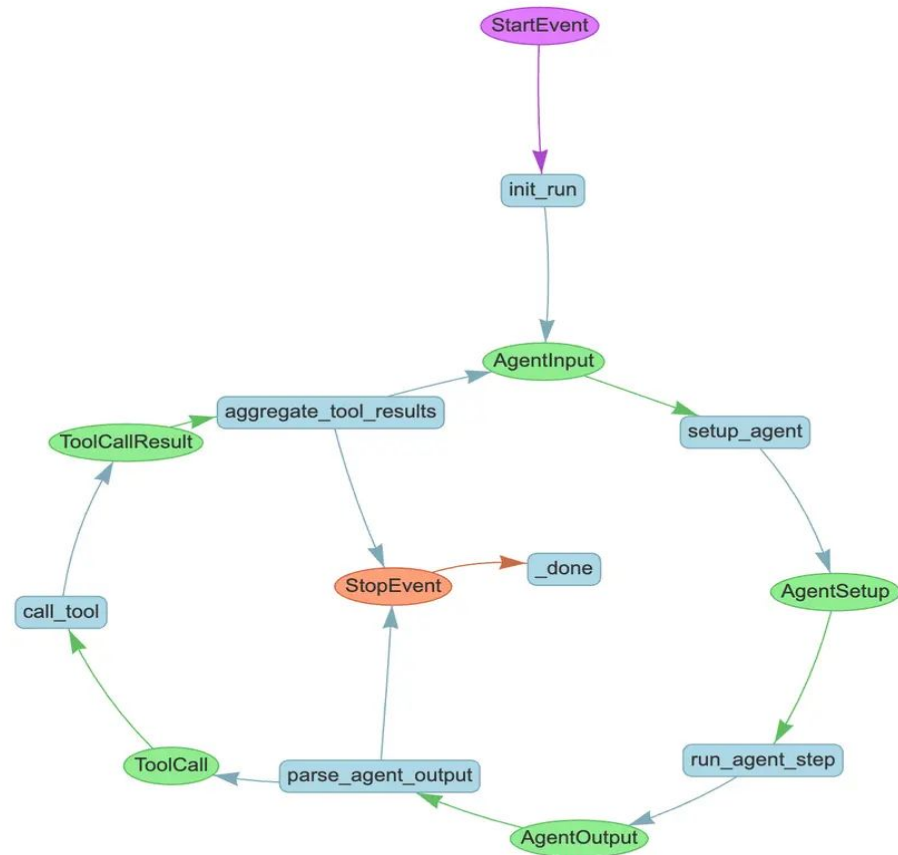 StartEvent
init_run
AgentInput
aggregate_tool_results
setup_agent
ToolCallResult
_done
StopEvent
AgentSetup
call_tool
run_agent_step
ToolCall
parse_agent_output
AgentOutput